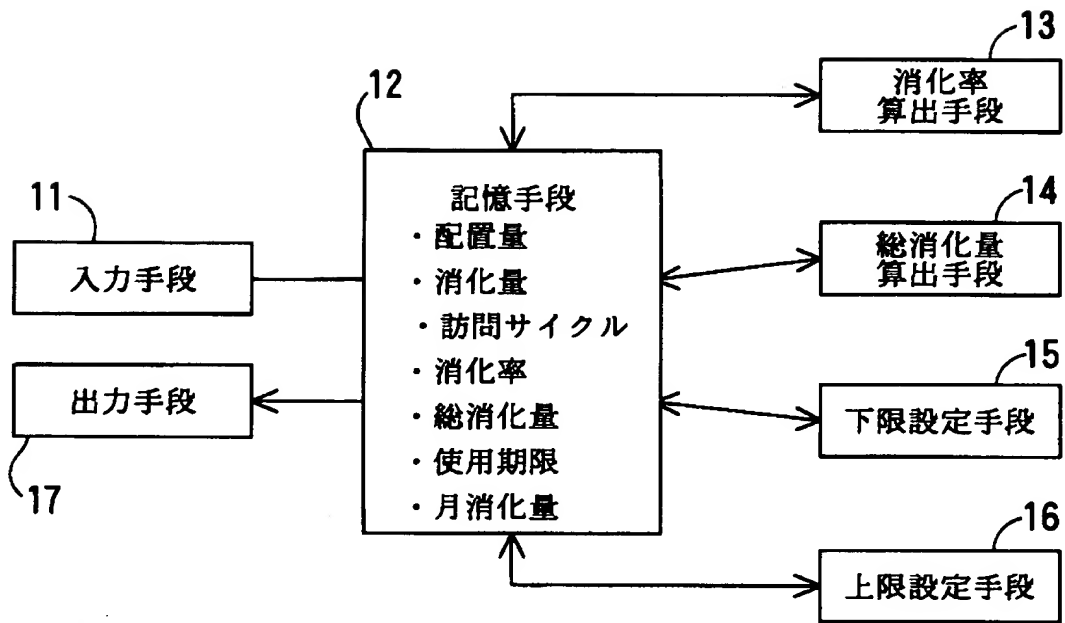 13
消化率
算出手段
12
記憶手段
・配置量
・消化量
・訪問サイクル
・消化率
・総消化量
・使用期限
・月消化量
11
入力手段
14
総消化量
算出手段
出力手段
17
15
下限設定手段
16
上限設定手段